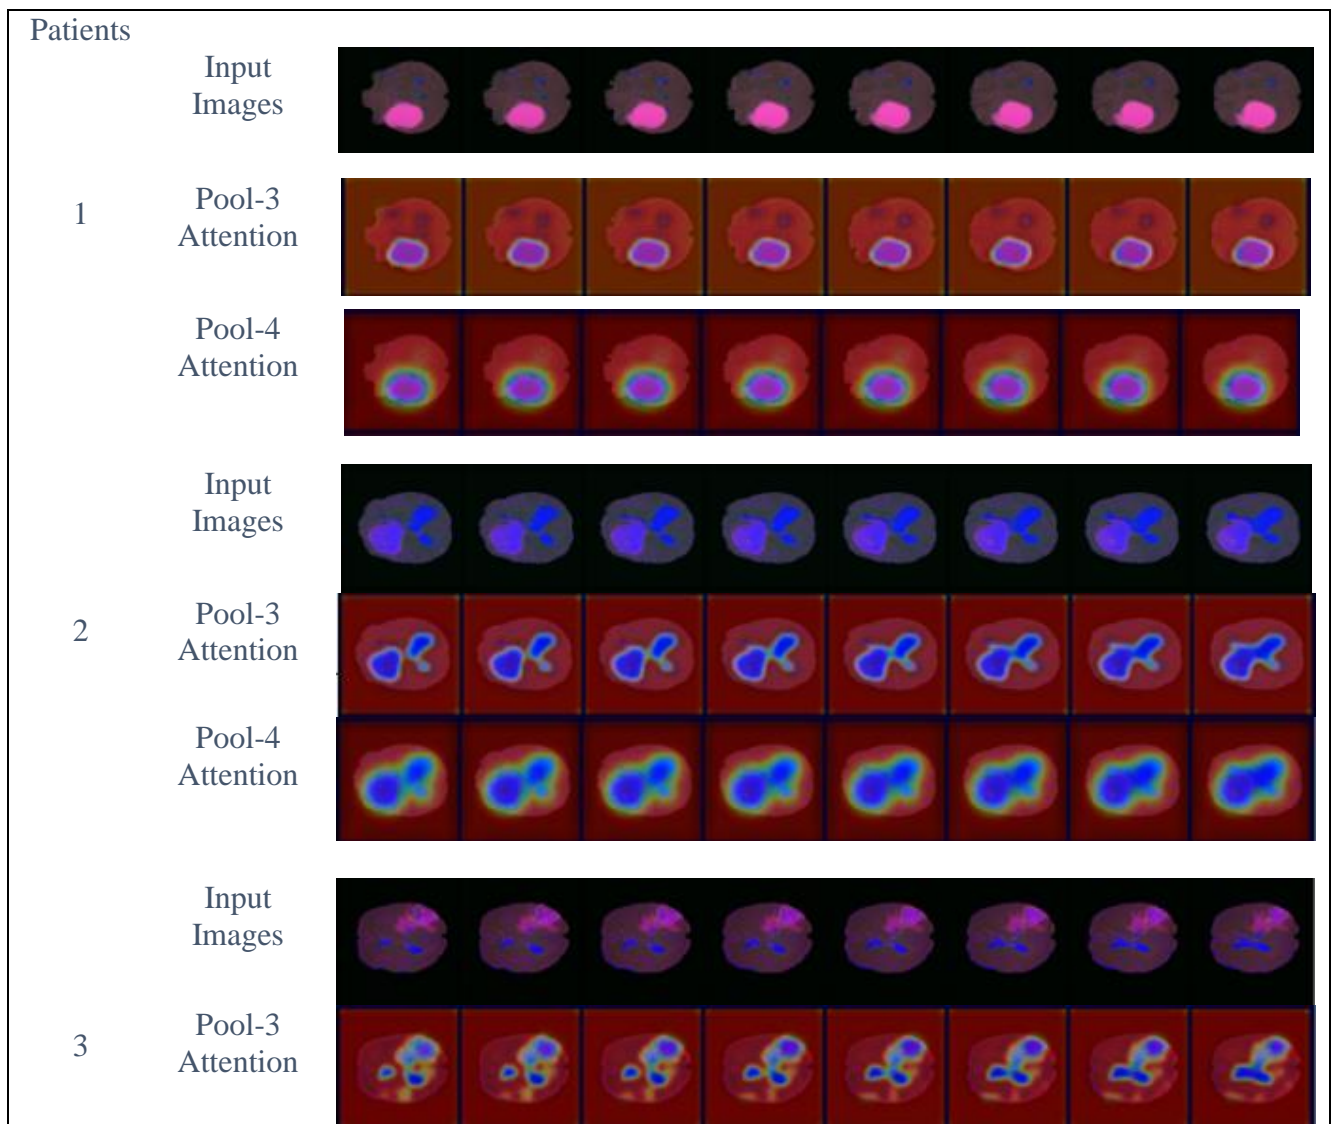 Patients
Input
Images
1
Pool-3
Attention
Pool-4
Attention
Input
Images
2
Pool-3
Attention
Pool-4
Attention
Input
Images
3
Pool-3
Attention